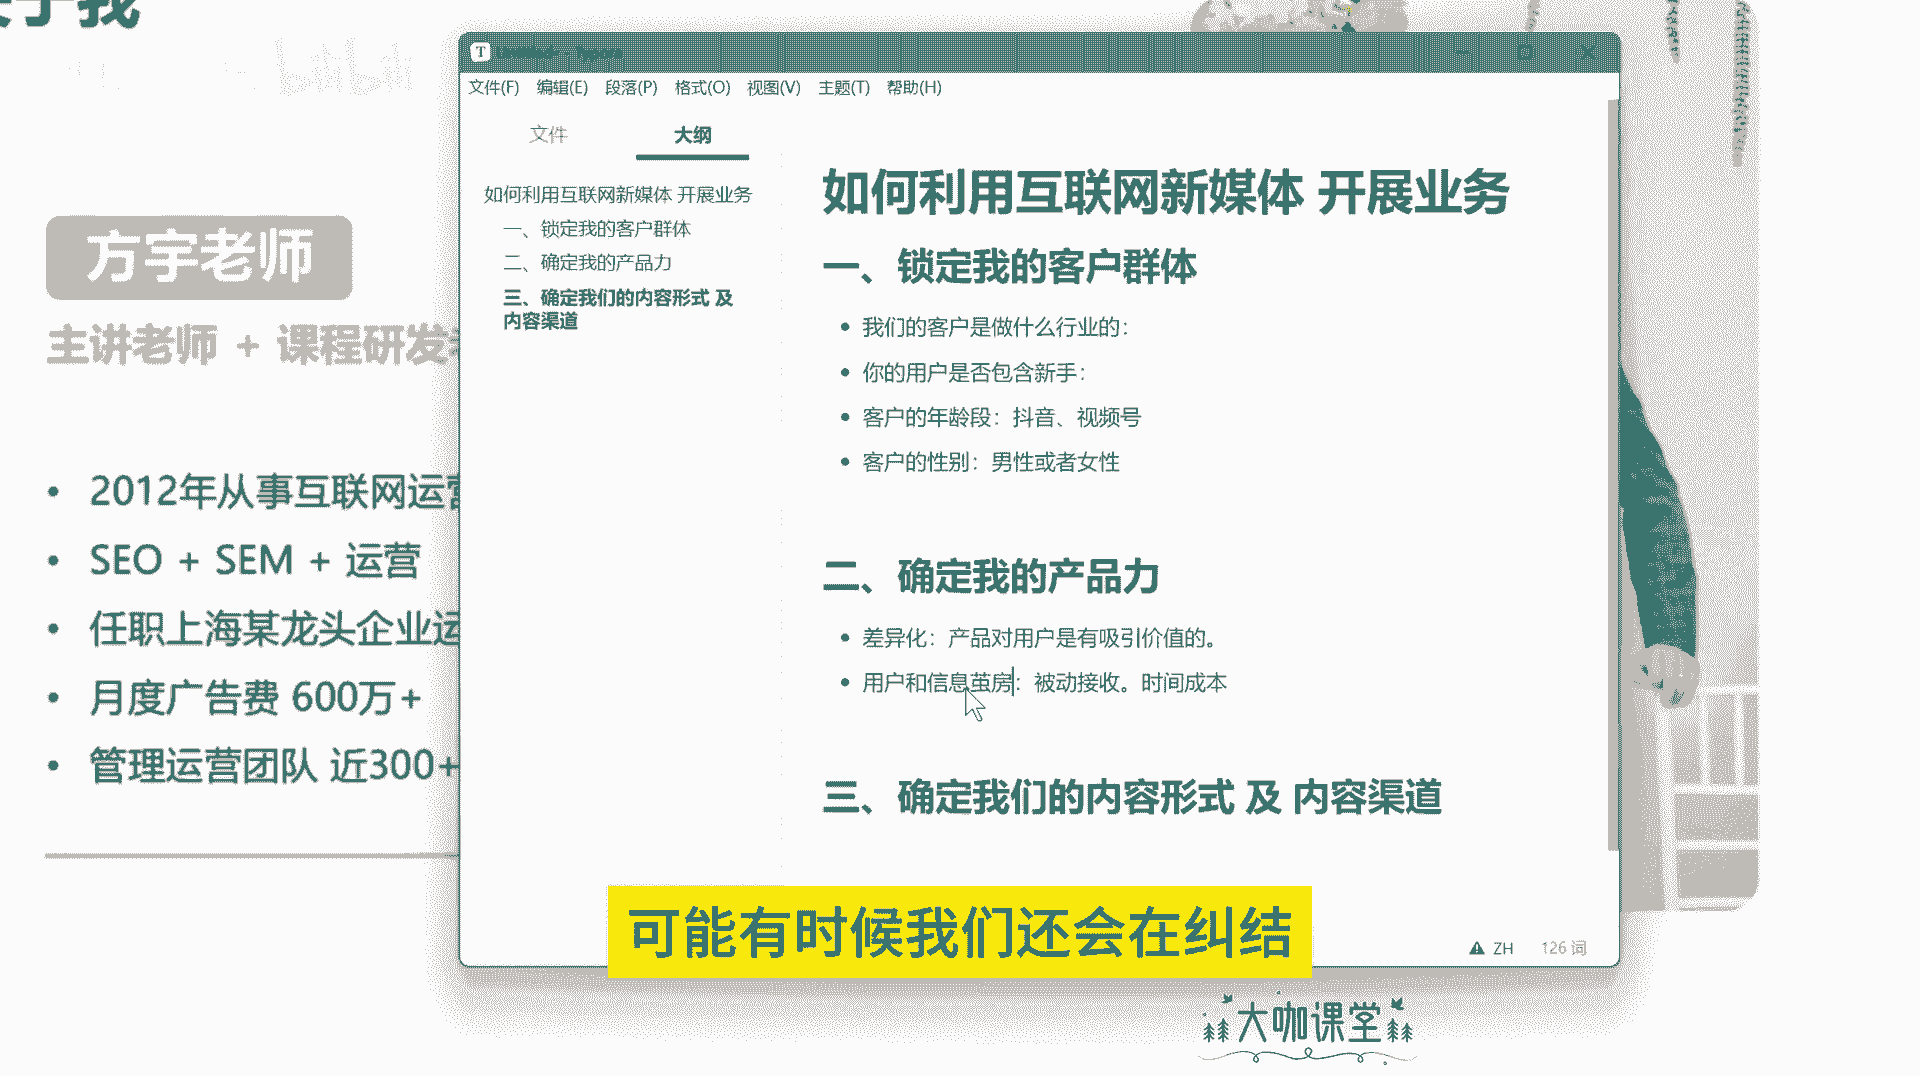 关于我
bilibili
方宇老师
主讲老师 + 课程研发
2012年从事互联网运营
SEO + SEM + 运营
任职上海某龙头企业运
月度广告费 600万+
管理运营团队 近300+
T
文件(F) 编辑(E) 段落(P) 格式(O) 视图(V) 主题(T) 帮助(H)
文件 大纲
如何利用互联网新媒体 开展业务
一、锁定我的客户群体
二、确定我的产品力
三、确定我们的内容形式 及
内容渠道
如何利用互联网新媒体 开展业务
一、锁定我的客户群体
我们的客户是做什么行业的：
你的用户是否包含新手：
客户的年龄段：抖音、视频号
客户的性别：男性或者女性
二、确定我的产品力
差异化：产品对用户是有吸引价值的。
用户和信息茧房：被动接收。时间成本
三、确定我们的内容形式 及 内容渠道
ZH 126 词
可能有时候我们还会在纠结
大咖课堂